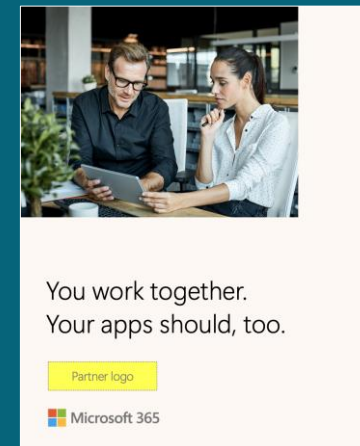 You work together.
Your apps should, too.
Partner logo
Microsoft 365